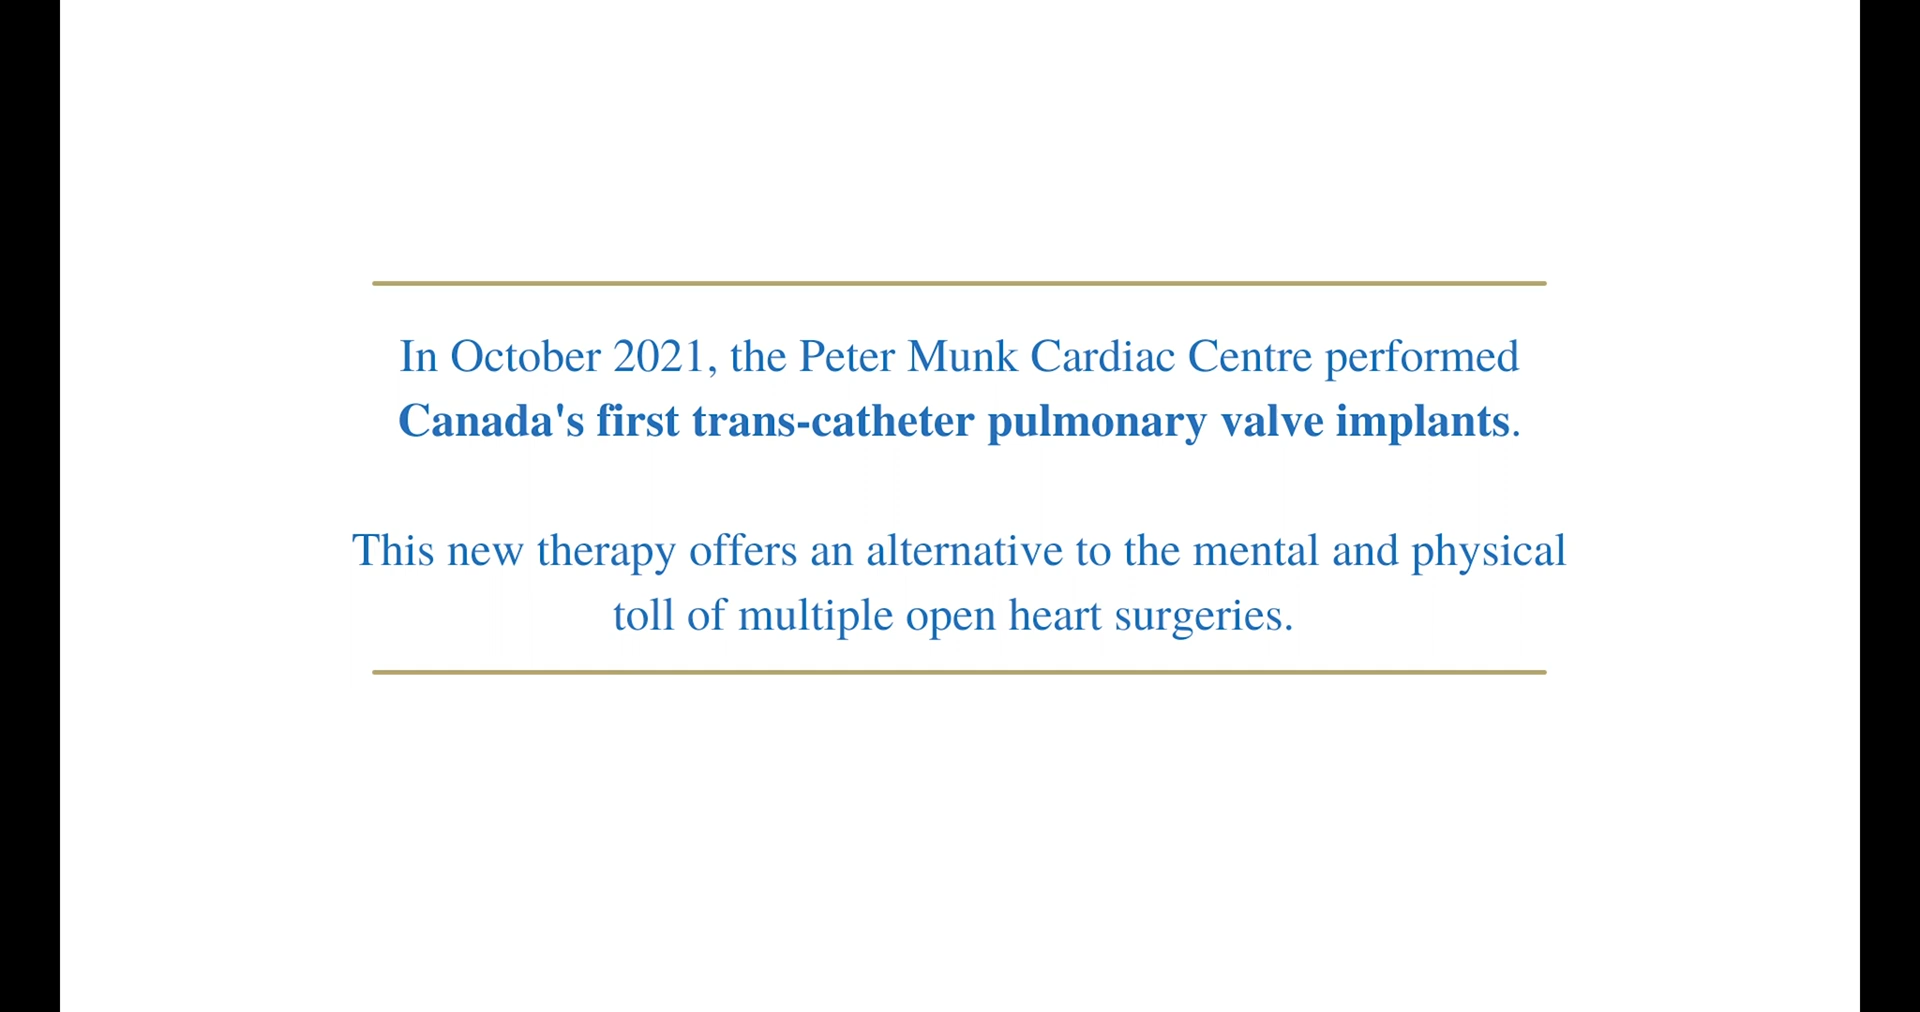 In October 2021, the Peter Munk Cardiac Centre performed
Canada's first trans-catheter pulmonary valve implants.
This new therapy offers an alternative to the mental and physical
toll of multiple open heart surgeries.